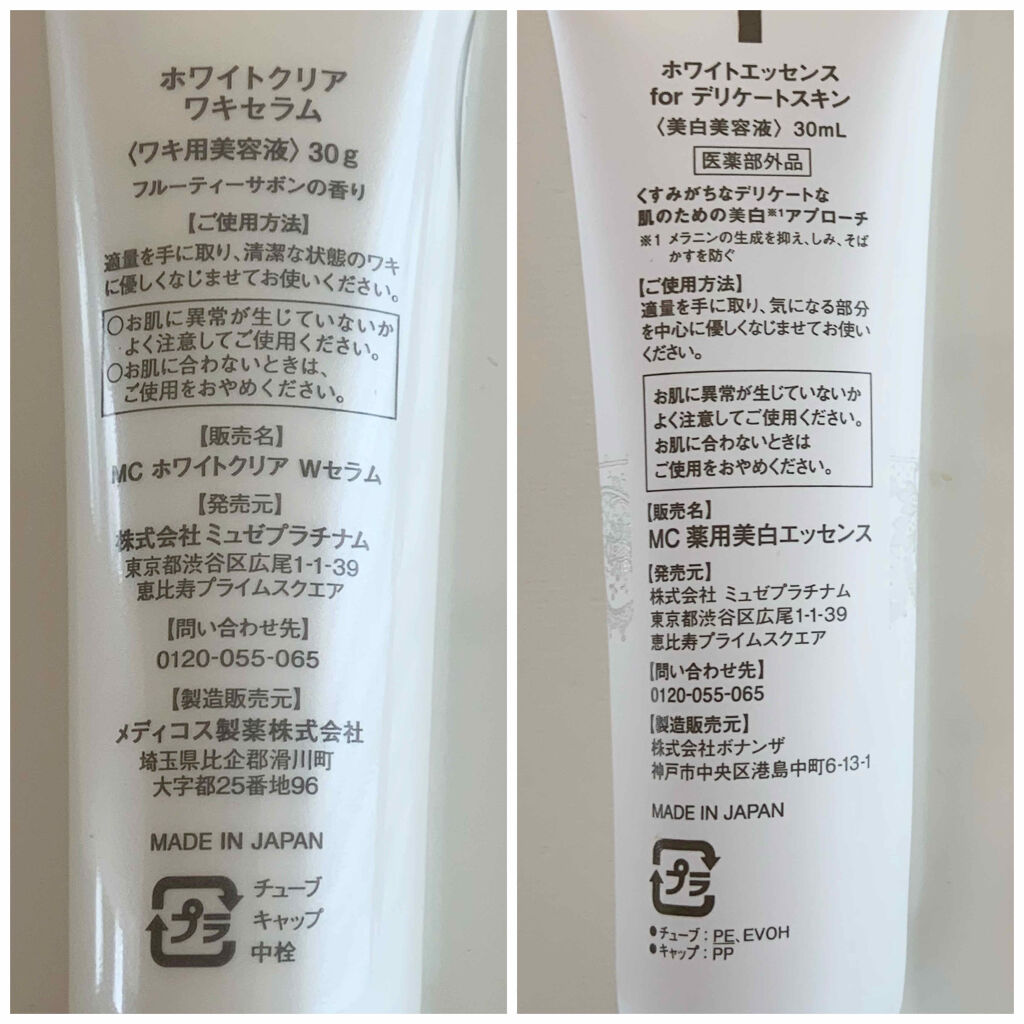 ホワイトクリア
ワキセラム
〈ワキ用美容液〉30g
フルーティーサボンの香り
【ご使用方法】
適量を手に取り、清潔な状態のワキ
に優しくなじませてお使いください。
○お肌に異常が生じていないか
よく注意してご使用ください。
○お肌に合わないときは、
ご使用をおやめください。
【販売名】
MC ホワイトクリア Wセラム
【発売元】
株式会社ミュゼプラチナム
東京都渋谷区広尾1-1-39
恵比寿プライムスクエア
【問い合わせ先】
0120-055-065
【製造販売元】
メディコス製薬株式会社
埼玉県比企郡滑川町
大字都25番地96
MADE IN JAPAN
プラ
チューブ
キャップ
中栓
ホワイトエッセンス
for デリケートスキン
〈美白美容液〉30mL
医薬部外品
くすみがちなデリケートな
肌のための美白※1アプローチ
※1 メラニンの生成を抑え、しみ、そば
かすを防ぐ
【ご使用方法】
適量を手に取り、気になる部分
を中心に優しくなじませてお使い
ください。
お肌に異常が生じていないか
よく注意してご使用ください。
お肌に合わないときは
ご使用をおやめください。
【販売名】
MC 薬用美白エッセンス
【発売元】
株式会社 ミュゼプラチナム
東京都渋谷区広尾1-1-39
恵比寿プライムスクエア
【問い合わせ先】
0120-055-065
【製造販売元】
株式会社ボナンザ
神戸市中央区港島中町6-13-1
MADE IN JAPAN
プラ
•チューブ：PE、EVOH
•キャップ：PP